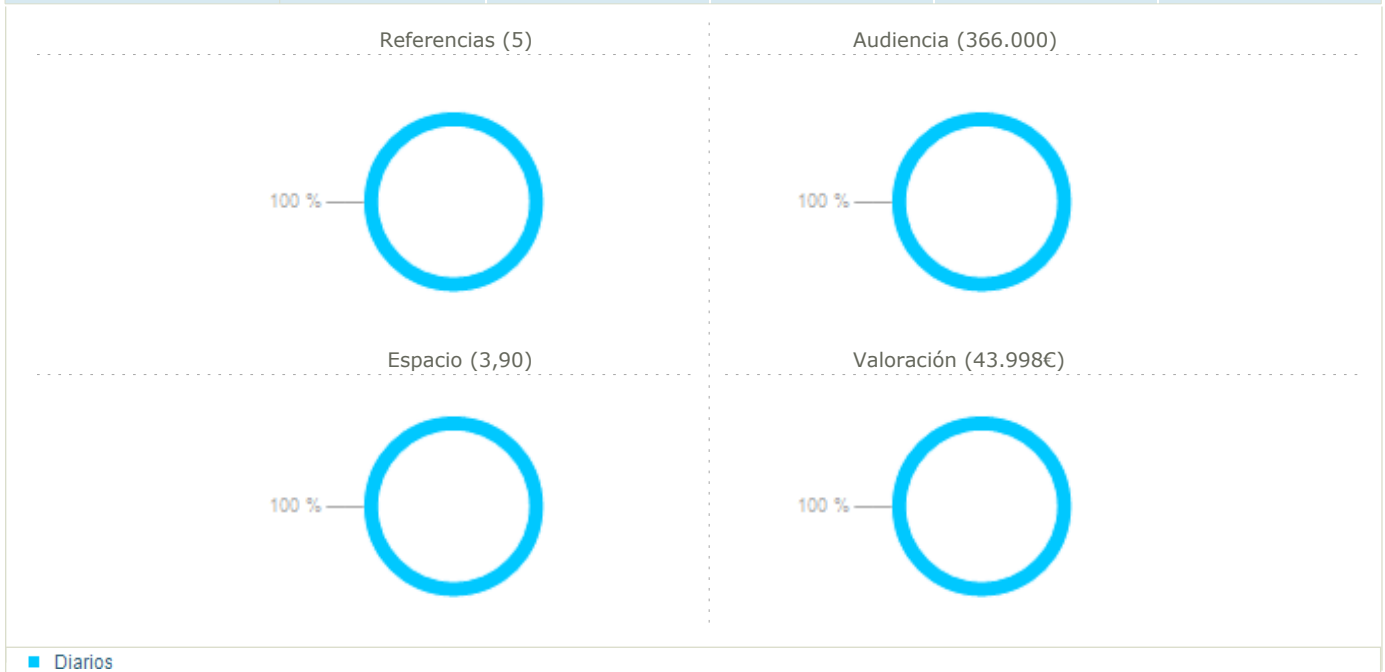 Referencias (5)
Audiencia (366.000)
100 %
100 %
Espacio (3,90)
Valoración (43.998€)
100 %
100 %
Diarios